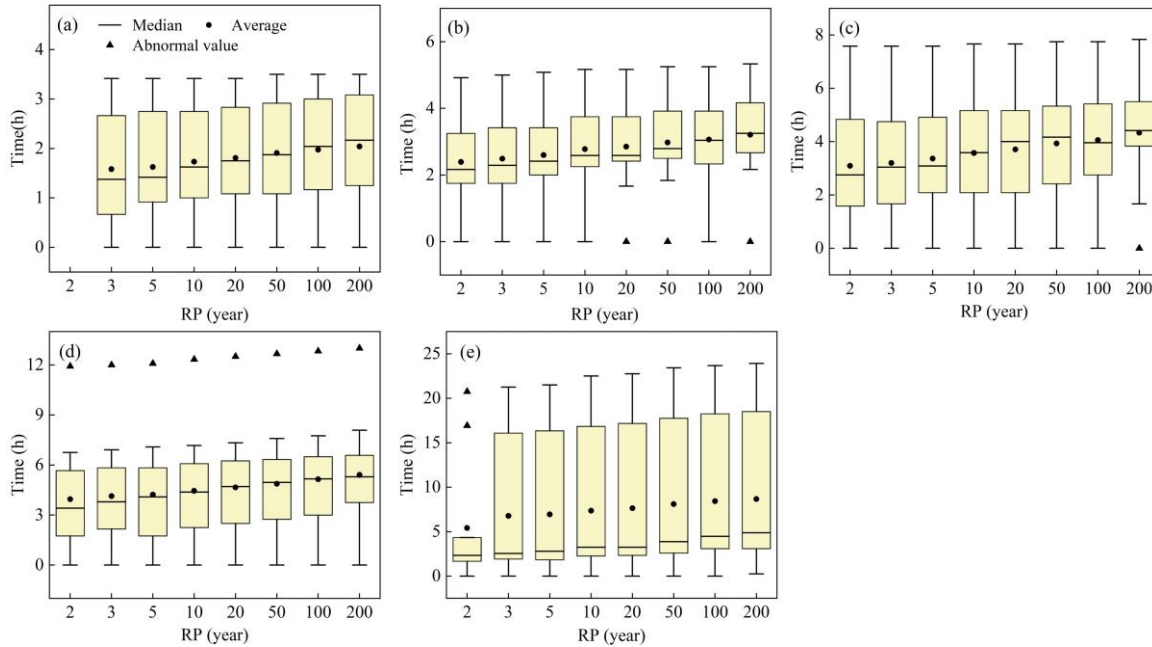 (a) Median Average
Abnormal value
4
3
2
1
0
Time(h)
2 3 5 10 20 50 100 200
RP (year)
(b)
6
4
2
0
Time (h)
2 3 5 10 20 50 100 200
RP (year)
(c)
8
6
4
2
0
Time (h)
2 3 5 10 20 50 100 200
RP (year)
(d)
12
9
6
3
0
Time (h)
2 3 5 10 20 50 100 200
RP (year)
(e)
25
20
15
10
5
0
Time (h)
2 3 5 10 20 50 100 200
RP (year)